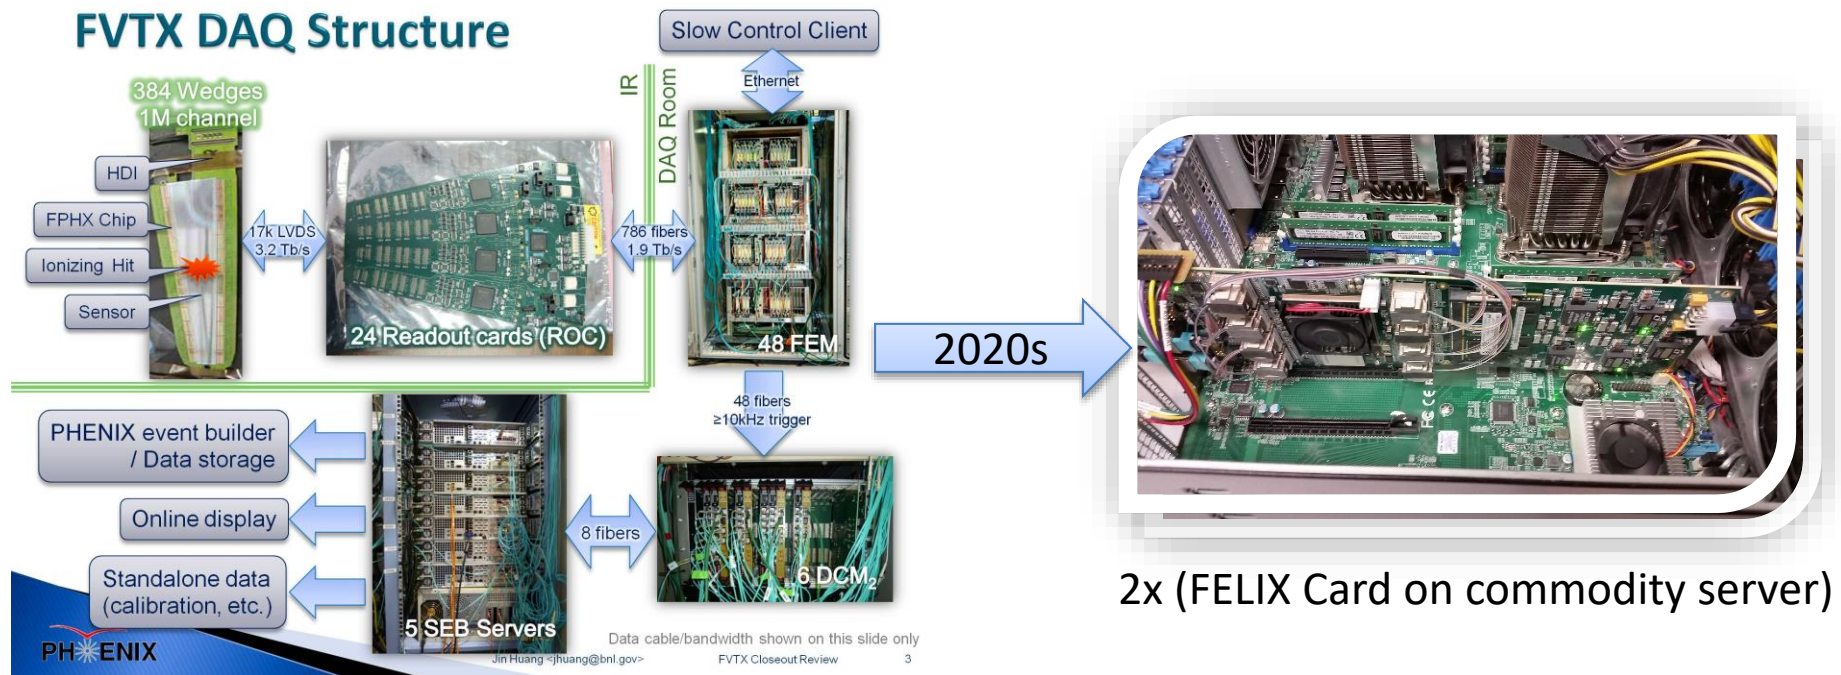 FVTX DAQ Structure
Slow Control Client
Ethernet
IR
DAQ Room
384 Wedges
1M channel
HDI
FPHX Chip
Ionizing Hit
Sensor
17k LVDS
3.2 Tb/s
24 Readout cards (ROC)
786 fibers
1.9 Tb/s
48 FEM
48 fibers
≥10kHz trigger
PHENIX event builder
/ Data storage
Online display
Standalone data
(calibration, etc.)
5 SEB Servers
8 fibers
6 DCM₂
Data cable/bandwidth shown on this slide only
PHENIX
Jin Huang <jhuang@bnl.gov>
FVTX Closeout Review
3
2020s
2x (FELIX Card on commodity server)